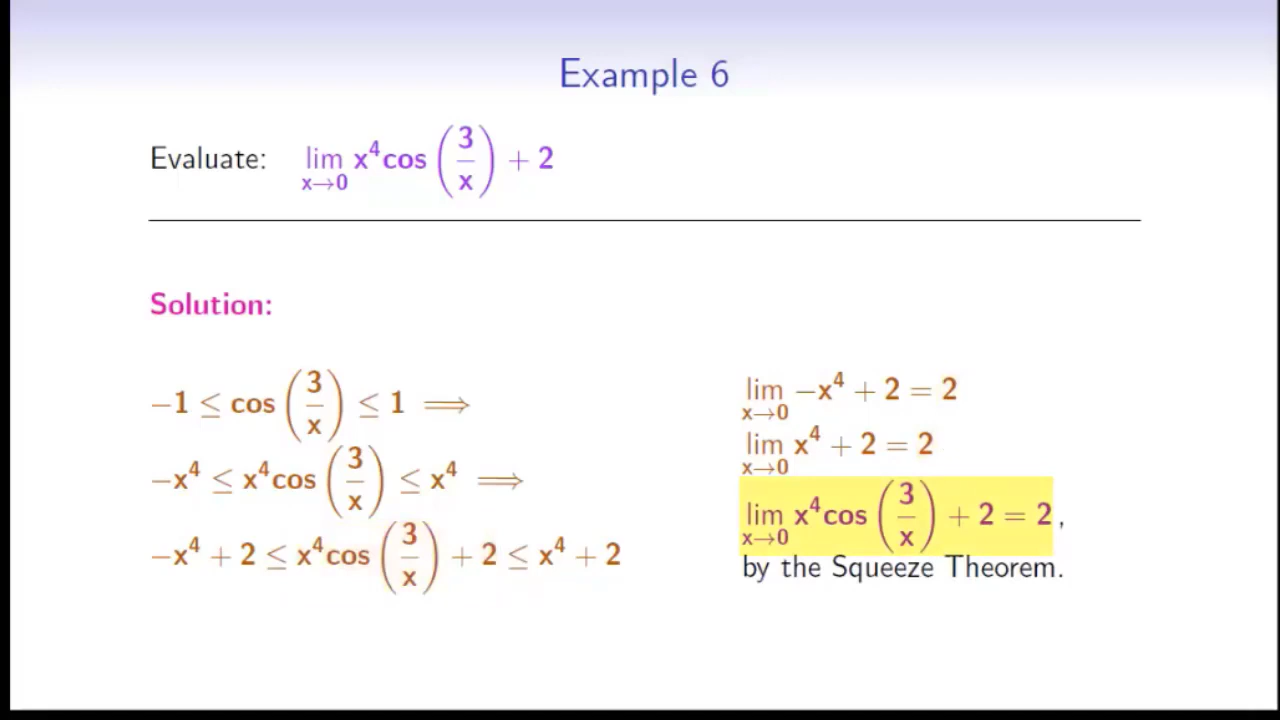 Example 6
Evaluate: lim x→0 x⁴cos(3/x) + 2
Solution:
−1 ≤ cos(3/x) ≤ 1 ⟹
−x⁴ ≤ x⁴cos(3/x) ≤ x⁴ ⟹
−x⁴ + 2 ≤ x⁴cos(3/x) + 2 ≤ x⁴ + 2
lim x→0 −x⁴ + 2 = 2
lim x→0 x⁴ + 2 = 2
lim x→0 x⁴cos(3/x) + 2 = 2,
by the Squeeze Theorem.